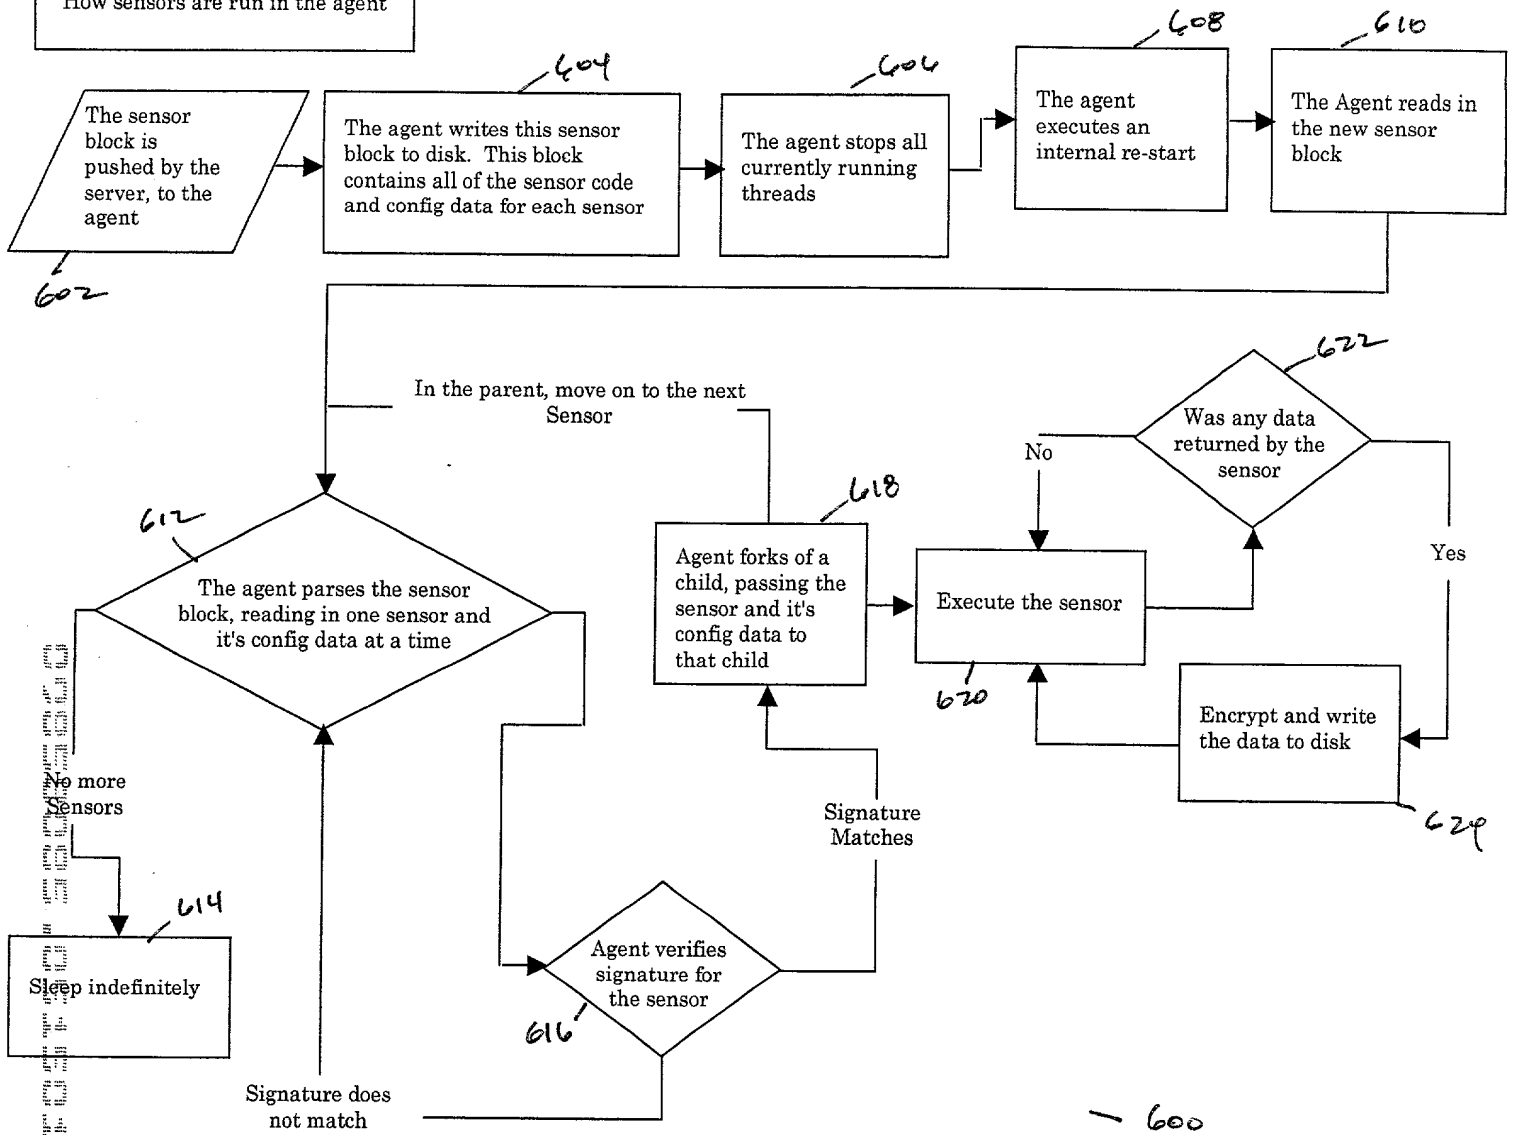 How sensors are run in the agent
604
606
608
610
The sensor
block is
pushed by the
server, to the
agent
602
The agent writes this sensor
block to disk. This block
contains all of the sensor code
and config data for each sensor
The agent stops all
currently running
threads
The agent
executes an
internal re-start
The Agent reads in
the new sensor
block
In the parent, move on to the next
Sensor
622
Was any data
returned by the
sensor
No
Yes
612
The agent parses the sensor
block, reading in one sensor and
it's config data at a time
618
Agent forks of a
child, passing the
sensor and it's
config data to
that child
Execute the sensor
620
Encrypt and write
the data to disk
624
No more
Sensors
Signature
Matches
614
Sleep indefinitely
Agent verifies
signature for
the sensor
616
Signature does
not match
600